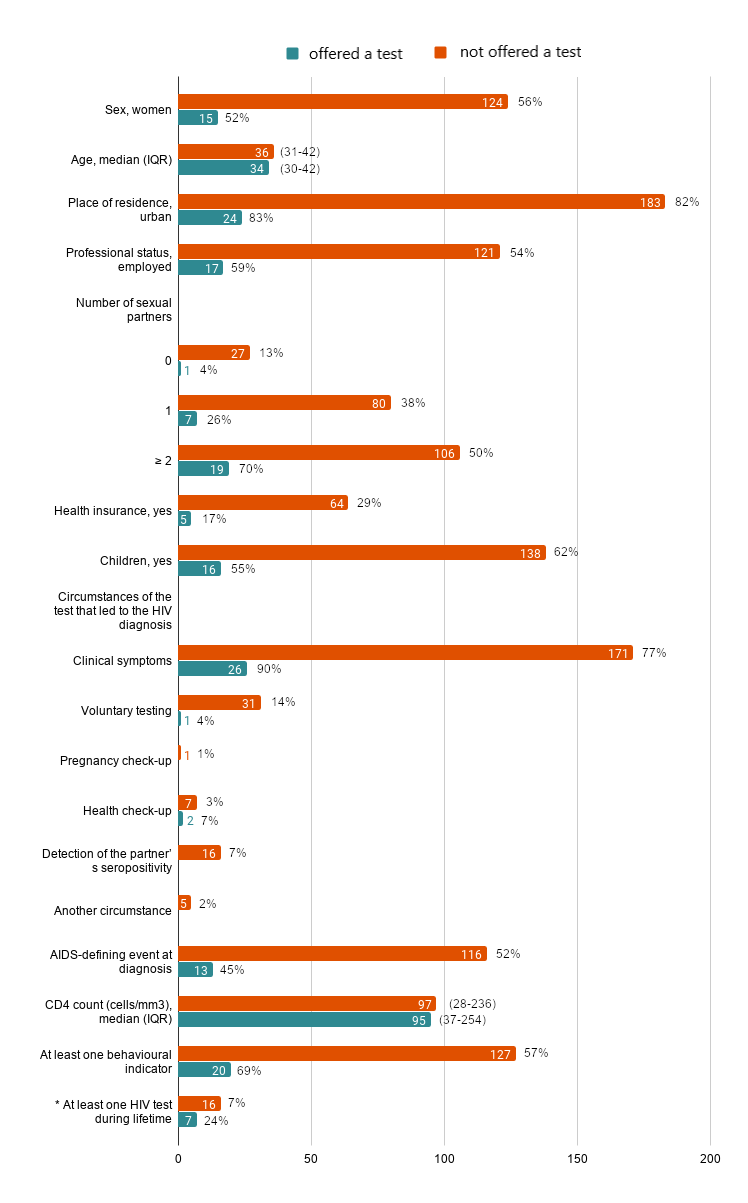 offered a test not offered a test
Sex, women
124 56%
15 52%
Age, median (IQR)
36 (31-42)
34 (30-42)
Place of residence,
urban
183 82%
24 83%
Professional status,
employed
121 54%
17 59%
Number of sexual
partners
0
27 13%
1 4%
1
80 38%
7 26%
≥ 2
106 50%
19 70%
Health insurance, yes
64 29%
5 17%
Children, yes
138 62%
16 55%
Circumstances of the
test that led to the HIV
diagnosis
Clinical symptoms
171 77%
26 90%
Voluntary testing
31 14%
1 4%
Pregnancy check-up
1 1%
Health check-up
7 3%
2 7%
Detection of the partner'
s seropositivity
16 7%
Another circumstance
5 2%
AIDS-defining event at
diagnosis
116 52%
13 45%
CD4 count (cells/mm3),
median (IQR)
97 (28-236)
95 (37-254)
At least one behavioural
indicator
127 57%
20 69%
* At least one HIV test
during lifetime
16 7%
7 24%
0 50 100 150 200